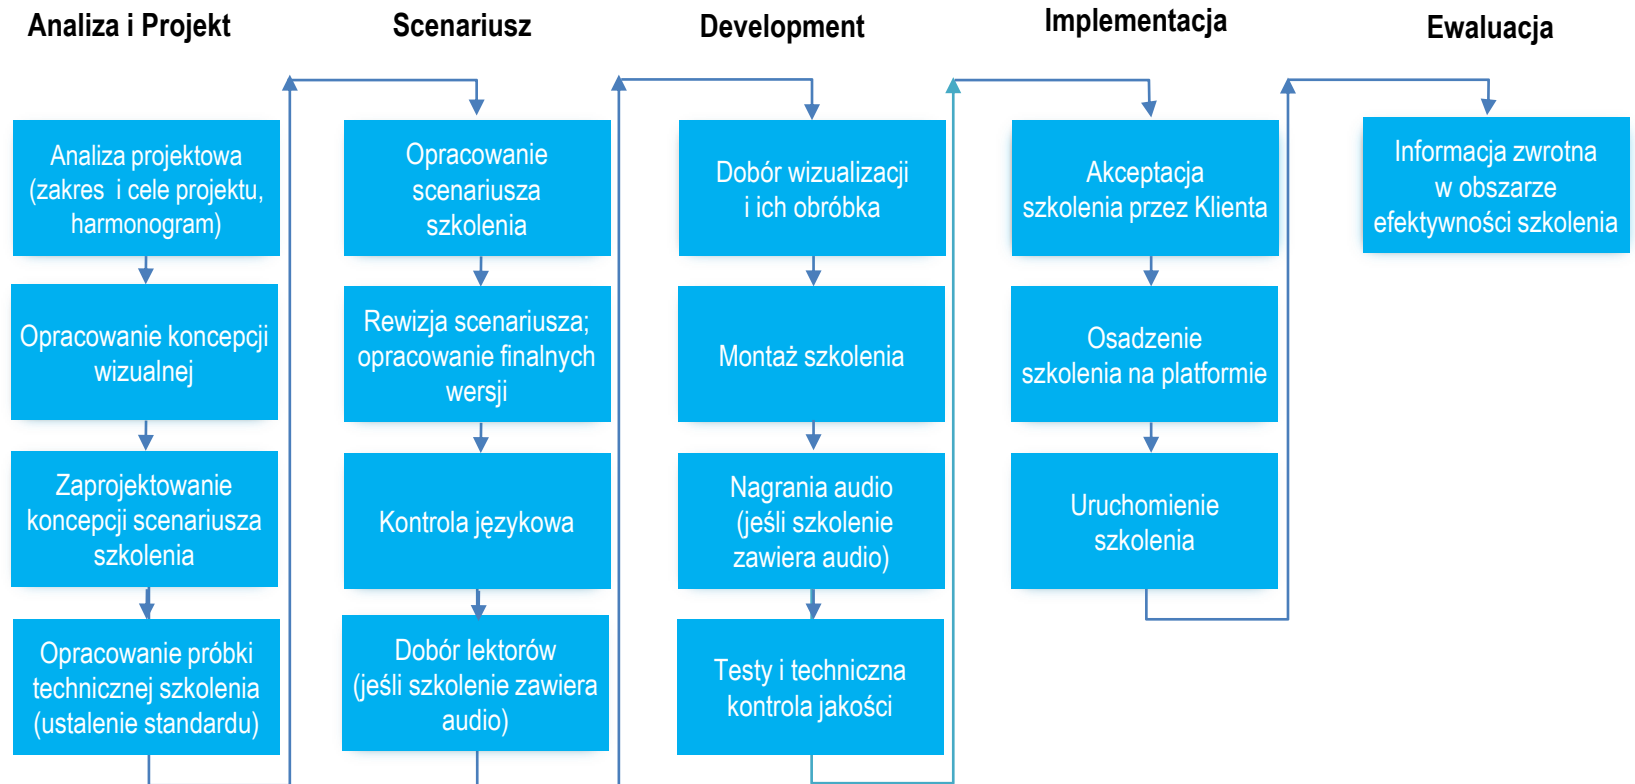 Analiza i Projekt
Analiza projektowa
(zakres i cele projektu,
harmonogram)
Opracowanie koncepcji
wizualnej
Zaprojektowanie
koncepcji scenariusza
szkolenia
Opracowanie próbki
technicznej szkolenia
(ustalenie standardu)
Scenariusz
Opracowanie
scenariusza
szkolenia
Rewizja scenariusza;
opracowanie finalnych
wersji
Kontrola językowa
Dobór lektorów
(jeśli szkolenie zawiera
audio)
Development
Dobór wizualizacji
i ich obróbka
Montaż szkolenia
Nagrania audio
(jeśli szkolenie
zawiera audio)
Testy i techniczna
kontrola jakości
Implementacja
Akceptacja
szkolenia przez Klienta
Osadzenie
szkolenia na platformie
Uruchomienie
szkolenia
Ewaluacja
Informacja zwrotna
w obszarze
efektywności szkolenia